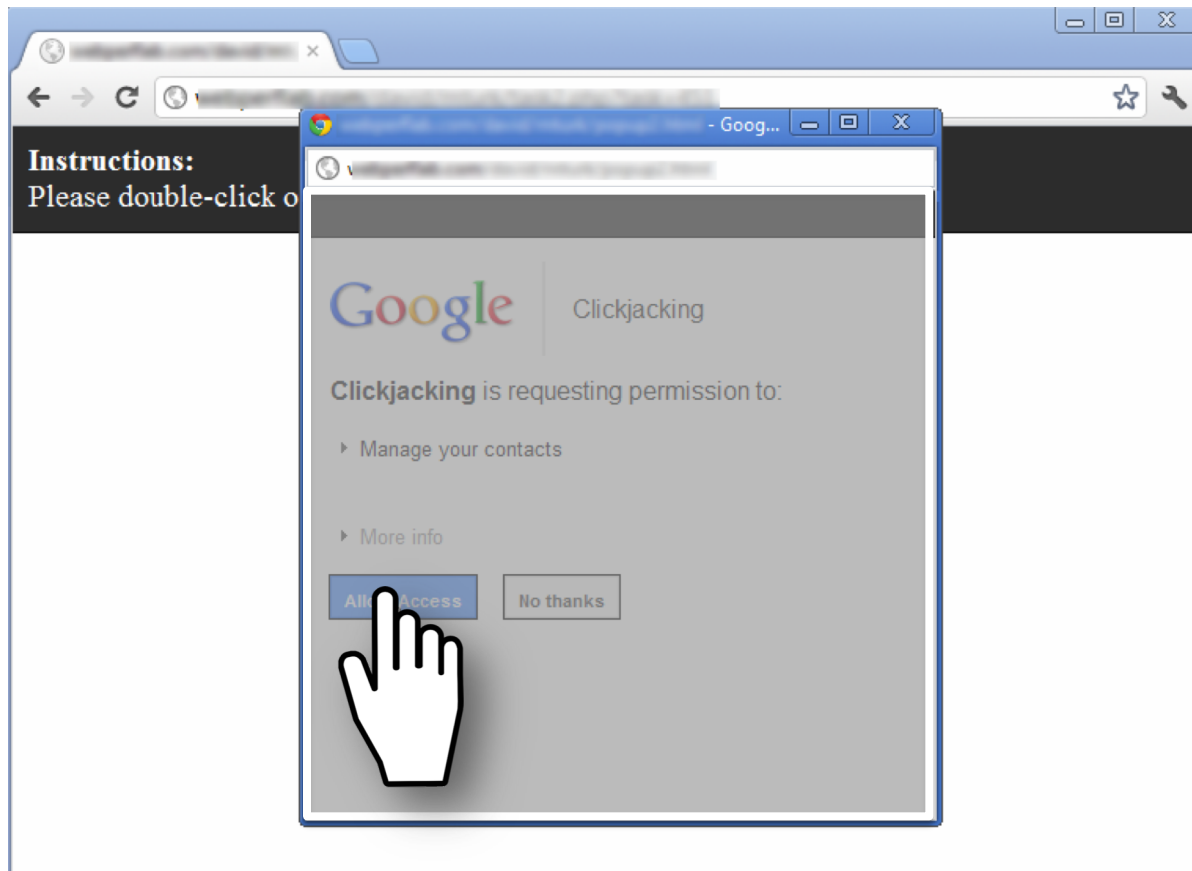 Instructions:
Please double-click o
- Goog...
Google
Clickjacking
Clickjacking is requesting permission to:
Manage your contacts
More info
Access
No thanks